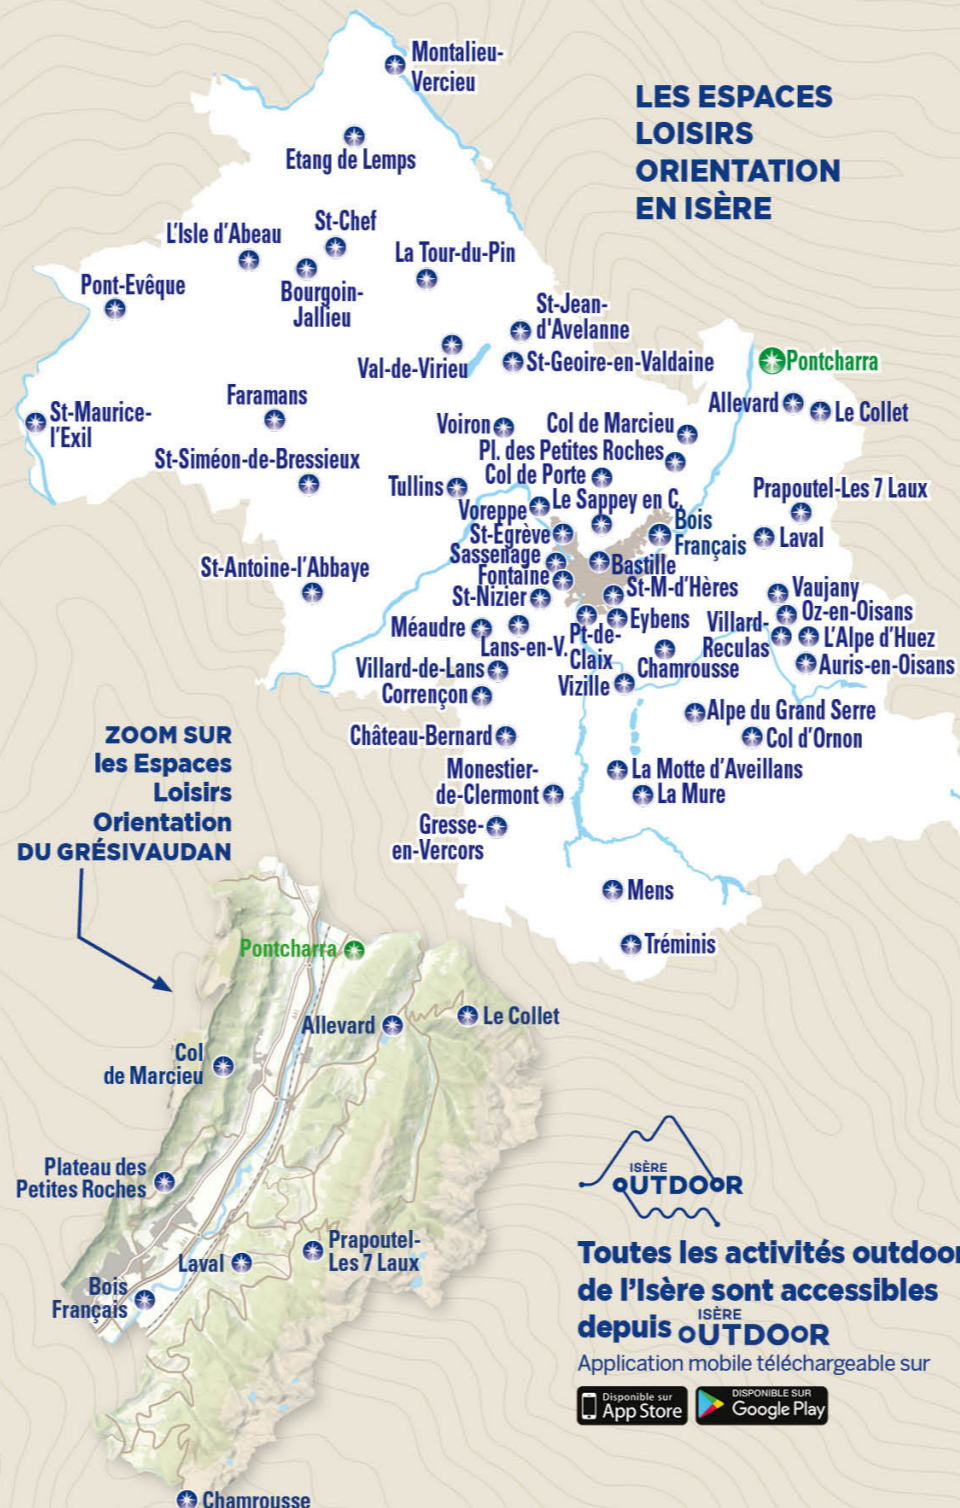 Montalieu-
Vercieu
LES ESPACES
LOISIRS
ORIENTATION
EN ISÈRE
Etang de Lemps
St-Chef
L'Isle d'Abeau
La Tour-du-Pin
Pont-Evêque
Bourgoin-
Jallieu
St-Jean-
d'Avelanne
Val-de-Virieu
St-Geoire-en-Valdaine
Pontcharra
Faramans
Allevard
Le Collet
St-Maurice-
l'Exil
Voiron
Col de Marcieu
St-Siméon-de-Bressieux
Pl. des Petites Roches
Col de Porte
Tullins
Prapoutel-Les 7 Laux
Voreppe
Le Sappey en C.
St-Egrève
Bois
Français
Laval
Sassenage
Bastille
St-Antoine-l'Abbaye
Fontaine
St-M-d'Hères
Vaujany
St-Nizier
Oz-en-Oisans
Eybens
Villard-
Reculas
Méaudre
Lans-en-V.
Pt-de-
Claix
L'Alpe d'Huez
Chamrousse
Auris-en-Oisans
Villard-de-Lans
Vizille
Corrençon
Alpe du Grand Serre
Château-Bernard
Col d'Ornon
ZOOM SUR
les Espaces
Loisirs
Orientation
DU GRÉSIVAUDAN
Monestier-
de-Clermont
La Motte d'Aveillans
La Mure
Gresse-
en-Vercors
Mens
Tréminis
Pontcharra
Le Collet
Allevard
Col
de Marcieu
Plateau des
Petites Roches
Prapoutel-
Les 7 Laux
Laval
Bois
Français
Chamrousse
ISÈRE
OUTDOOR
Toutes les activités outdoor
de l'Isère sont accessibles
depuis ISÈRE OUTDOOR
Application mobile téléchargeable sur
Disponible sur
App Store
DISPONIBLE SUR
Google Play